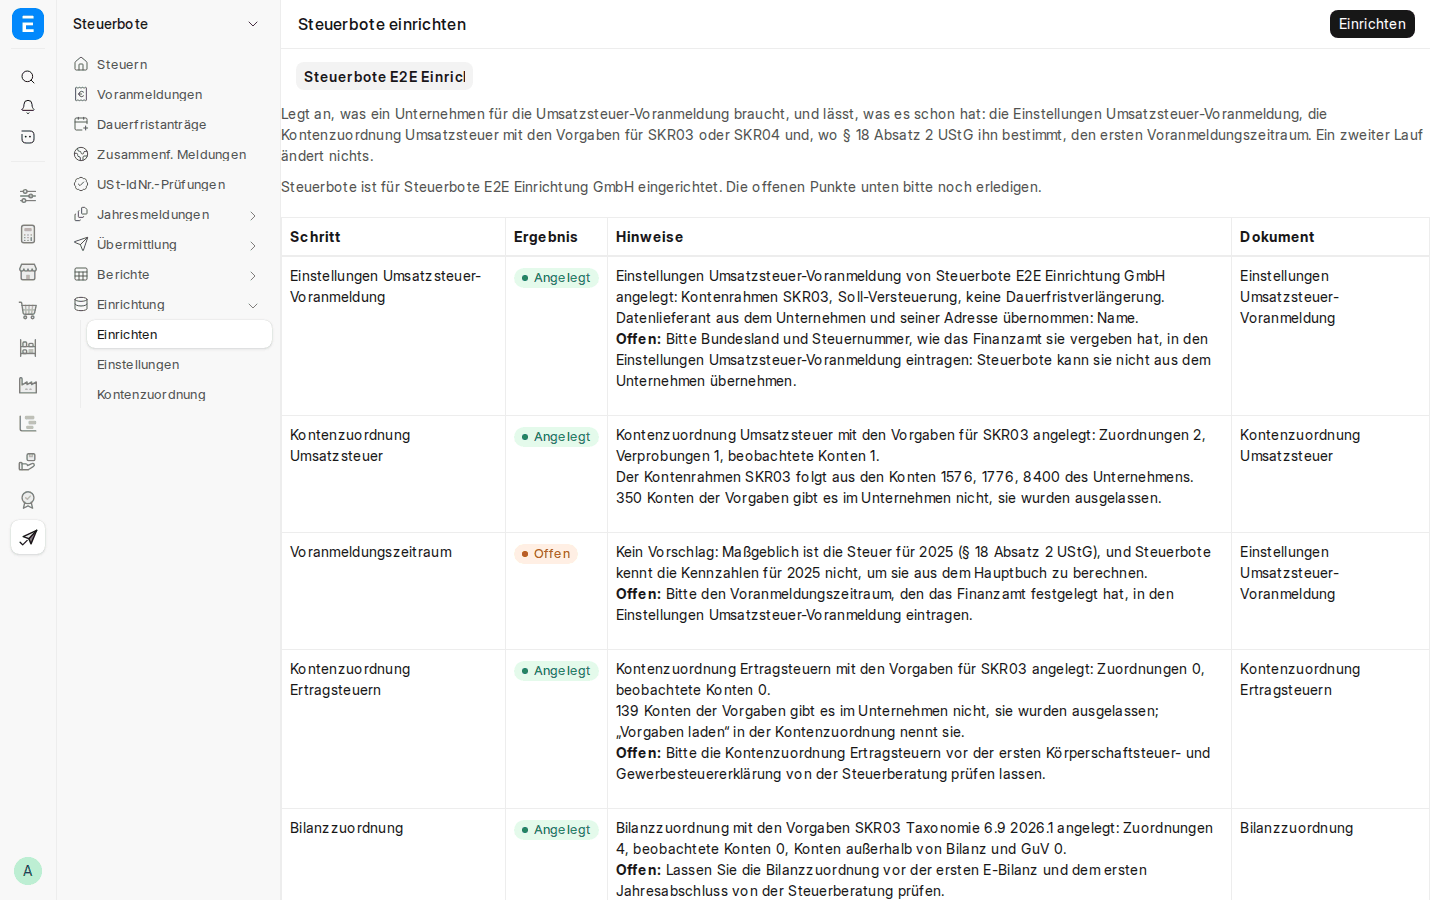 Steuerbote
Steuerbote einrichten
Einrichten
Steuern
Voranmeldungen
Dauerfristanträge
Zusammenf. Meldungen
USt-IdNr.-Prüfungen
Jahresmeldungen
Übermittlung
Berichte
Einrichtung
Einrichten
Einstellungen
Kontenzuordnung
A
Steuerbote E2E Einric
Legt an, was ein Unternehmen für die Umsatzsteuer-Voranmeldung braucht, und lässt, was es schon hat: die Einstellungen Umsatzsteuer-Voranmeldung, die
Kontenzuordnung Umsatzsteuer mit den Vorgaben für SKR03 oder SKR04 und, wo § 18 Absatz 2 UStG ihn bestimmt, den ersten Voranmeldungszeitraum. Ein zweiter Lauf
ändert nichts.
Steuerbote ist für Steuerbote E2E Einrichtung GmbH eingerichtet. Die offenen Punkte unten bitte noch erledigen.
Schritt
Ergebnis
Hinweise
Dokument
Einstellungen Umsatzsteuer-
Voranmeldung
Angelegt
Einstellungen Umsatzsteuer-Voranmeldung von Steuerbote E2E Einrichtung GmbH
angelegt: Kontenrahmen SKR03, Soll-Versteuerung, keine Dauerfristverlängerung.
Datenlieferant aus dem Unternehmen und seiner Adresse übernommen: Name.
Offen: Bitte Bundesland und Steuernummer, wie das Finanzamt sie vergeben hat, in den
Einstellungen Umsatzsteuer-Voranmeldung eintragen: Steuerbote kann sie nicht aus dem
Unternehmen übernehmen.
Einstellungen
Umsatzsteuer-
Voranmeldung
Kontenzuordnung
Umsatzsteuer
Angelegt
Kontenzuordnung Umsatzsteuer mit den Vorgaben für SKR03 angelegt: Zuordnungen 2,
Verprobungen 1, beobachtete Konten 1.
Der Kontenrahmen SKR03 folgt aus den Konten 1576, 1776, 8400 des Unternehmens.
350 Konten der Vorgaben gibt es im Unternehmen nicht, sie wurden ausgelassen.
Kontenzuordnung
Umsatzsteuer
Voranmeldungszeitraum
Offen
Kein Vorschlag: Maßgeblich ist die Steuer für 2025 (§ 18 Absatz 2 UStG), und Steuerbote
kennt die Kennzahlen für 2025 nicht, um sie aus dem Hauptbuch zu berechnen.
Offen: Bitte den Voranmeldungszeitraum, den das Finanzamt festgelegt hat, in den
Einstellungen Umsatzsteuer-Voranmeldung eintragen.
Einstellungen
Umsatzsteuer-
Voranmeldung
Kontenzuordnung
Ertragsteuern
Angelegt
Kontenzuordnung Ertragsteuern mit den Vorgaben für SKR03 angelegt: Zuordnungen 0,
beobachtete Konten 0.
139 Konten der Vorgaben gibt es im Unternehmen nicht, sie wurden ausgelassen;
„Vorgaben laden“ in der Kontenzuordnung nennt sie.
Offen: Bitte die Kontenzuordnung Ertragsteuern vor der ersten Körperschaftsteuer- und
Gewerbesteuererklärung von der Steuerberatung prüfen lassen.
Kontenzuordnung
Ertragsteuern
Bilanzzuordnung
Angelegt
Bilanzzuordnung mit den Vorgaben SKR03 Taxonomie 6.9 2026.1 angelegt: Zuordnungen
4, beobachtete Konten 0, Konten außerhalb von Bilanz und GuV 0.
Offen: Lassen Sie die Bilanzzuordnung vor der ersten E-Bilanz und dem ersten
Jahresabschluss von der Steuerberatung prüfen.
Bilanzzuordnung